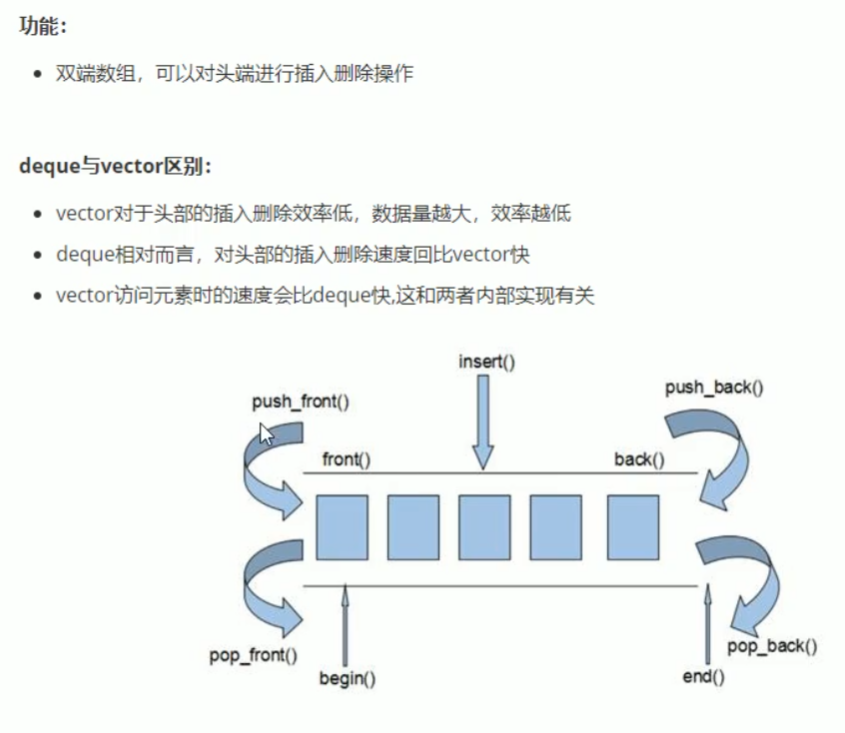 功能：
双端数组，可以对头端进行插入删除操作
deque与vector区别：
vector对于头部的插入删除效率低，数据量越大，效率越低
deque相对而言，对头部的插入删除速度回比vector快
vector访问元素时的速度会比deque快,这和两者内部实现有关
insert()
push_front()
push_back()
front()
back()
pop_front()
begin()
end()
pop_back()